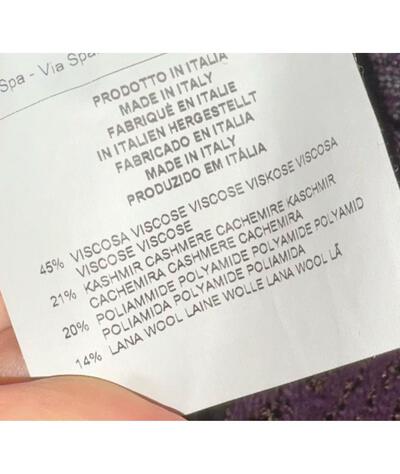 Spa - Via Spa
PRODOTTO IN ITALIA
MADE IN ITALY
FABRIQUÉ EN ITALIE
IN ITALIEN HERGESTELLT
FABRICADO EN ITALIA
MADE IN ITALY
PRODUZIDO EM ITÀLIA
45% VISCOSA VISCOSE VISCOSE VISKOSE VISCOSA
VISCOSE VISCOSE
21% KASHMIR CASHMERE CACHEMIRE KASCHMIR
CACHEMIRA CASHMERE CACHEMIRA
20% POLIAMMIDE POLYAMIDE POLYAMIDE POLYAMID
POLIAMIDA POLYAMIDE POLIAMIDA
14% LANA WOOL LAINE WOLLE LANA WOOL LÃ